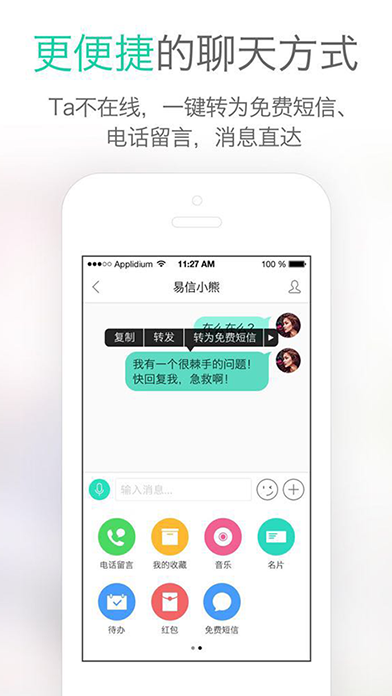 更便捷的聊天方式
Ta不在线，一键转为免费短信、
电话留言，消息直达
Applidium 11:27 AM 100 %
易信小熊
在么在么？
复制 转发 转为免费短信
我有一个很棘手的问题！
快回复我，急救啊！
输入消息...
电话留言 我的收藏 音乐 名片
待办 红包 免费短信